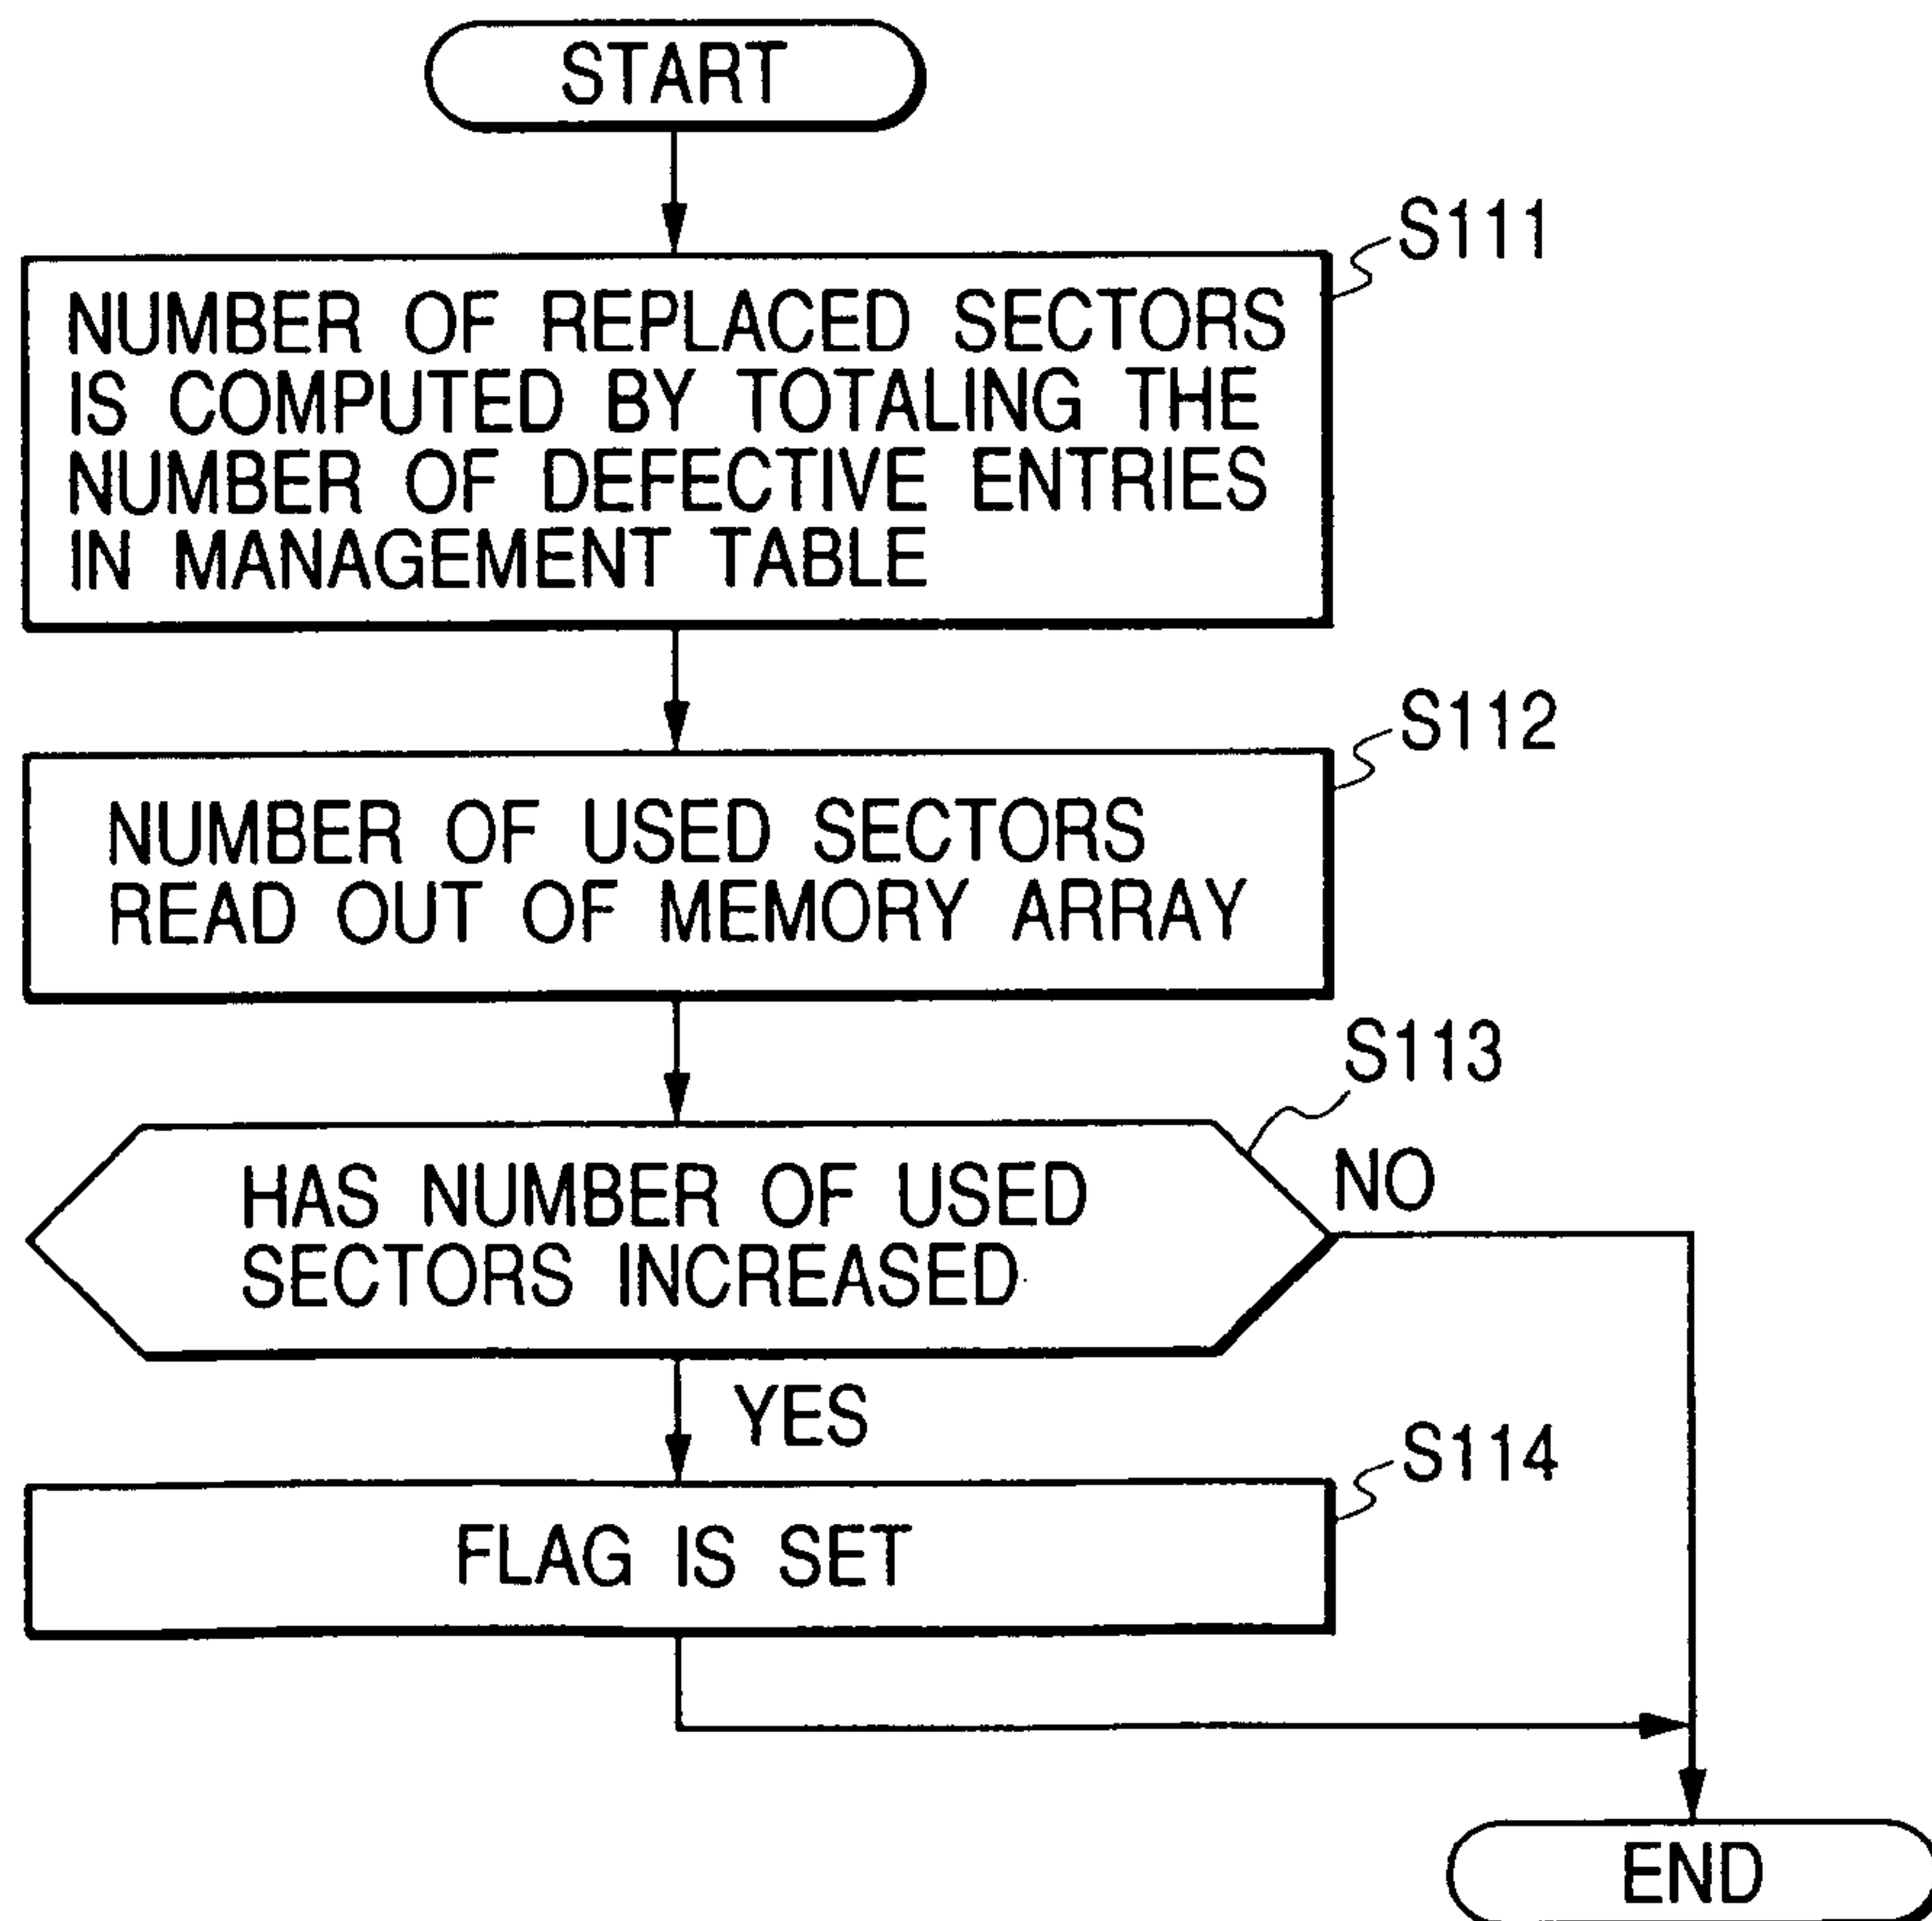 START
S111
NUMBER OF REPLACED SECTORS
IS COMPUTED BY TOTALING THE
NUMBER OF DEFECTIVE ENTRIES
IN MANAGEMENT TABLE
S112
NUMBER OF USED SECTORS
READ OUT OF MEMORY ARRAY
S113
HAS NUMBER OF USED
SECTORS INCREASED
NO
YES
S114
FLAG IS SET
END